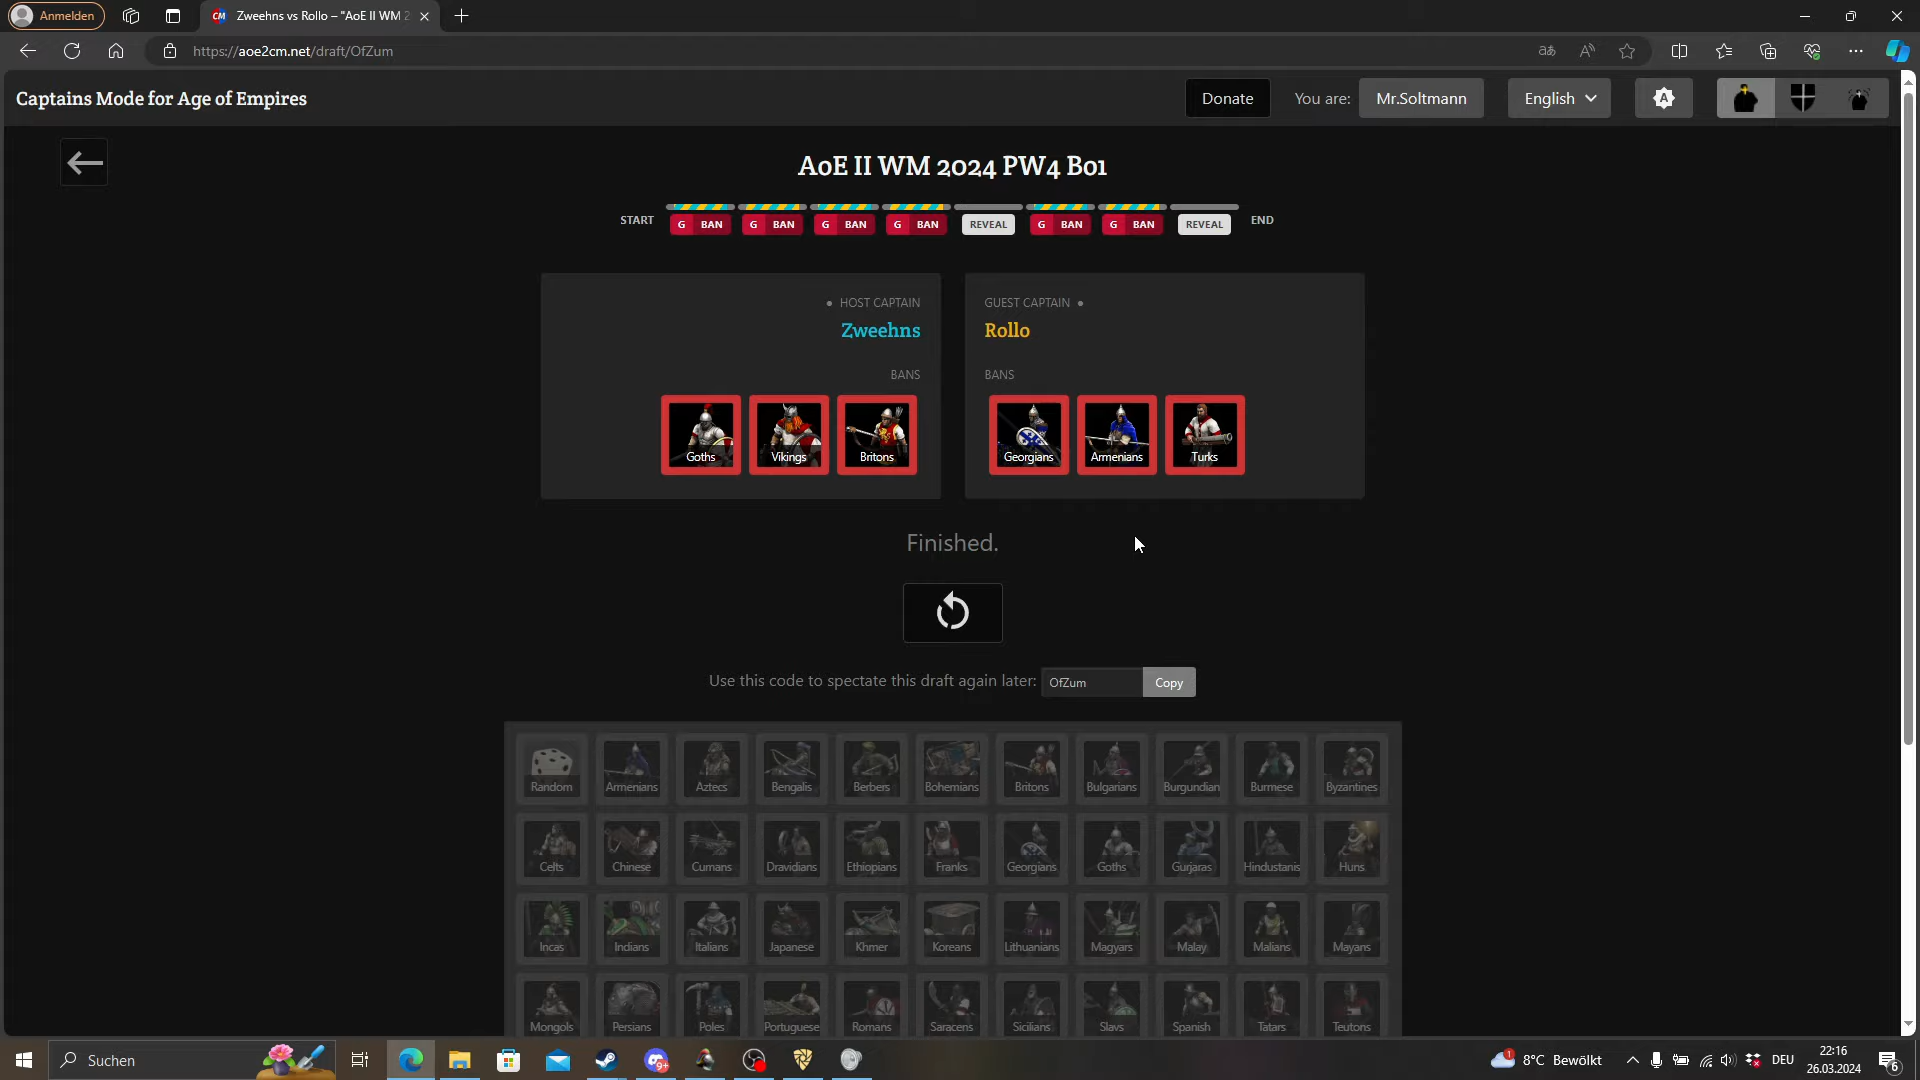 Anmelden
Zweehns vs Rollo – "AoE II WM 2
https://aoe2cm.net/draft/OfZum
Captains Mode for Age of Empires
Donate
You are:
Mr.Soltmann
English
AoE II WM 2024 PW4 Bo1
START
G BAN
G BAN
G BAN
G BAN
REVEAL
G BAN
G BAN
REVEAL
END
HOST CAPTAIN
Zweehns
BANS
Goths
Vikings
Britons
GUEST CAPTAIN
Rollo
BANS
Georgians
Armenians
Turks
Finished.
Use this code to spectate this draft again later:
OfZum
Copy
Random
Armenians
Aztecs
Bengalis
Berbers
Bohemians
Britons
Bulgarians
Burgundian
Burmese
Byzantines
Celts
Chinese
Cumans
Dravidians
Ethiopians
Franks
Georgians
Goths
Gurjaras
Hindustanis
Huns
Incas
Indians
Italians
Japanese
Khmer
Koreans
Lithuanians
Magyars
Malay
Malians
Mayans
Mongols
Persians
Poles
Portuguese
Romans
Saracens
Sicilians
Slavs
Spanish
Tatars
Teutons
Suchen
9+
1
8°C Bewölkt
DEU
22:16
26.03.2024
6